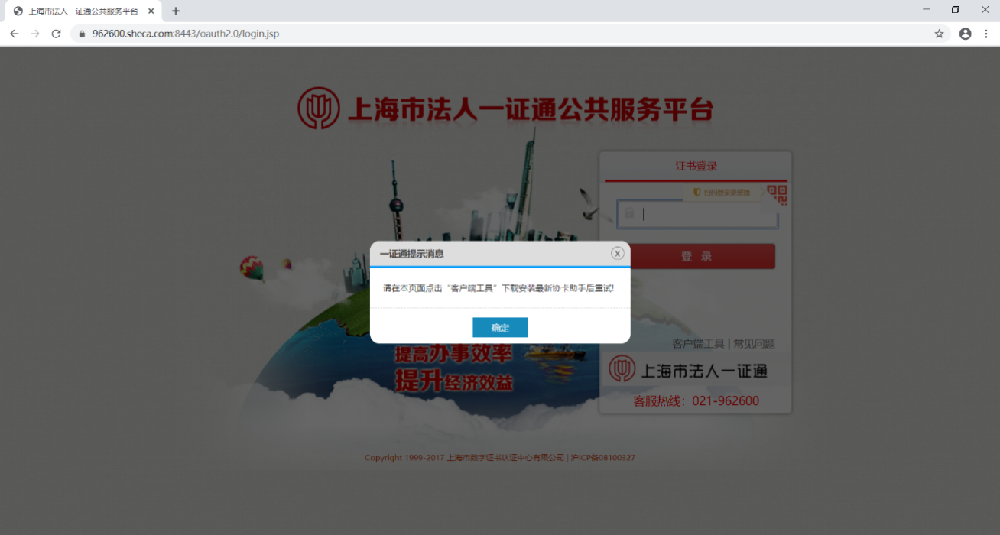 上海市法人一证通公共服务平台
962600.sheca.com:8443/oauth2.0/login.jsp
上海市法人一证通公共服务平台
证书登录
扫码登录更便捷
登 录
一证通提示消息
请在本页面点击“客户端工具”下载安装最新协卡助手后重试!
确定
提高办事效率
提升经济效益
客户端工具 | 常见问题
上海市法人一证通
客服热线：021-962600
Copyright 1999-2017 上海市数字证书认证中心有限公司 | 沪ICP备08100327